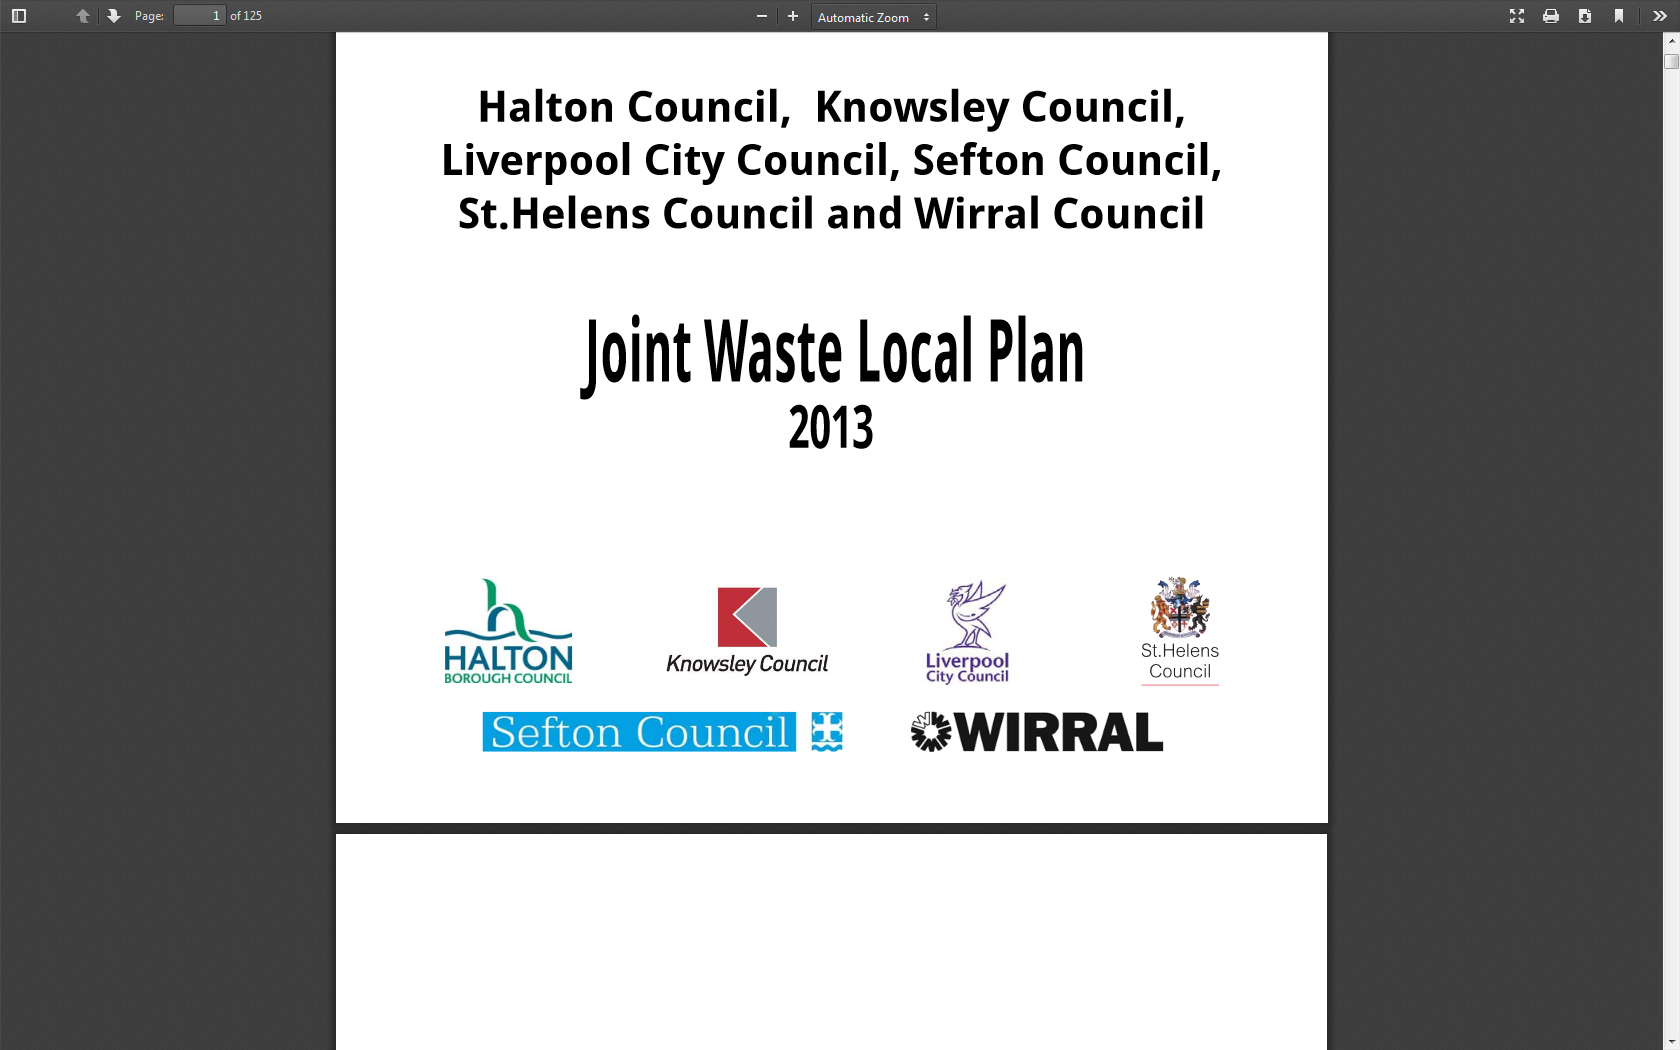 Page: 1 of 125
Automatic Zoom
Halton Council, Knowsley Council,
Liverpool City Council, Sefton Council,
St.Helens Council and Wirral Council
Joint Waste Local Plan
2013
HALTON
BOROUGH COUNCIL
Knowsley Council
Liverpool
City Council
St.Helens
Council
Sefton Council
WIRRAL